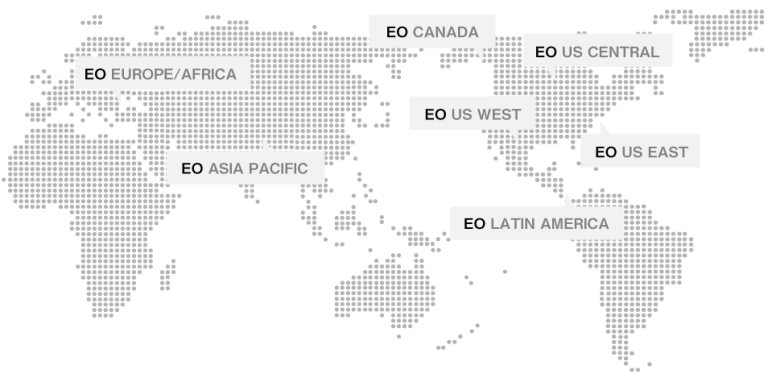 EO CANADA
EO US CENTRAL
EO EUROPE/AFRICA
EO US WEST
EO US EAST
EO ASIA PACIFIC
EO LATIN AMERICA